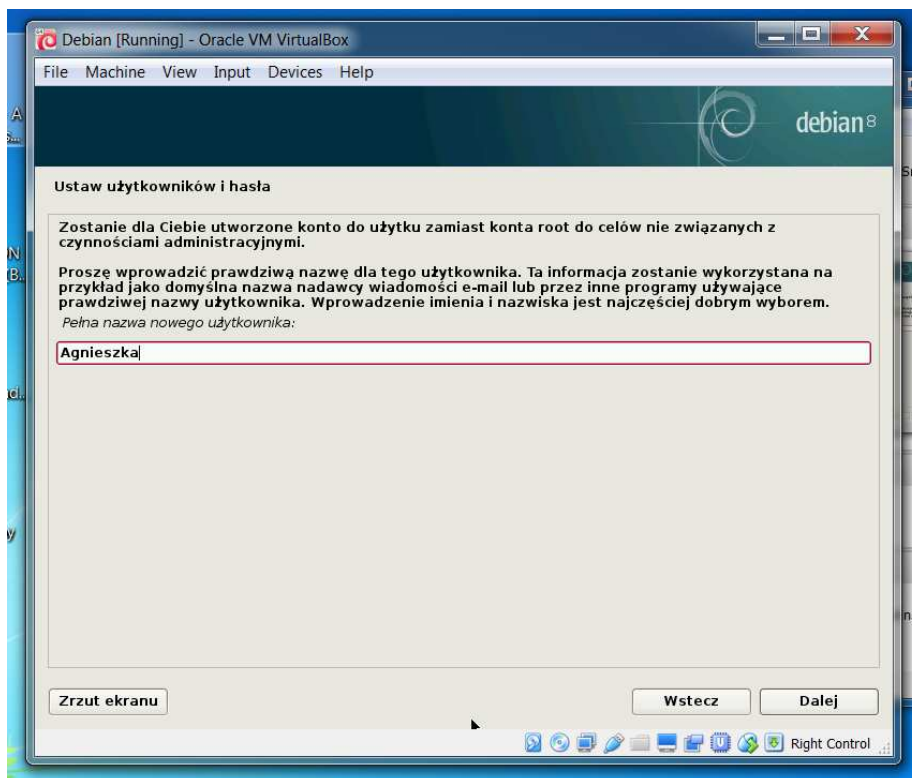 Debian [Running] - Oracle VM VirtualBox
File Machine View Input Devices Help
debian 8
Ustaw użytkowników i hasła
Zostanie dla Ciebie utworzone konto do użytku zamiast konta root do celów nie związanych z
czynnościami administracyjnymi.
Proszę wprowadzić prawdziwą nazwę dla tego użytkownika. Ta informacja zostanie wykorzystana na
przykład jako domyślna nazwa nadawcy wiadomości e-mail lub przez inne programy używające
prawdziwej nazwy użytkownika. Wprowadzenie imienia i nazwiska jest najczęściej dobrym wyborem.
Pełna nazwa nowego użytkownika:
Agnieszka
Zrzut ekranu Wstecz Dalej
Right Control